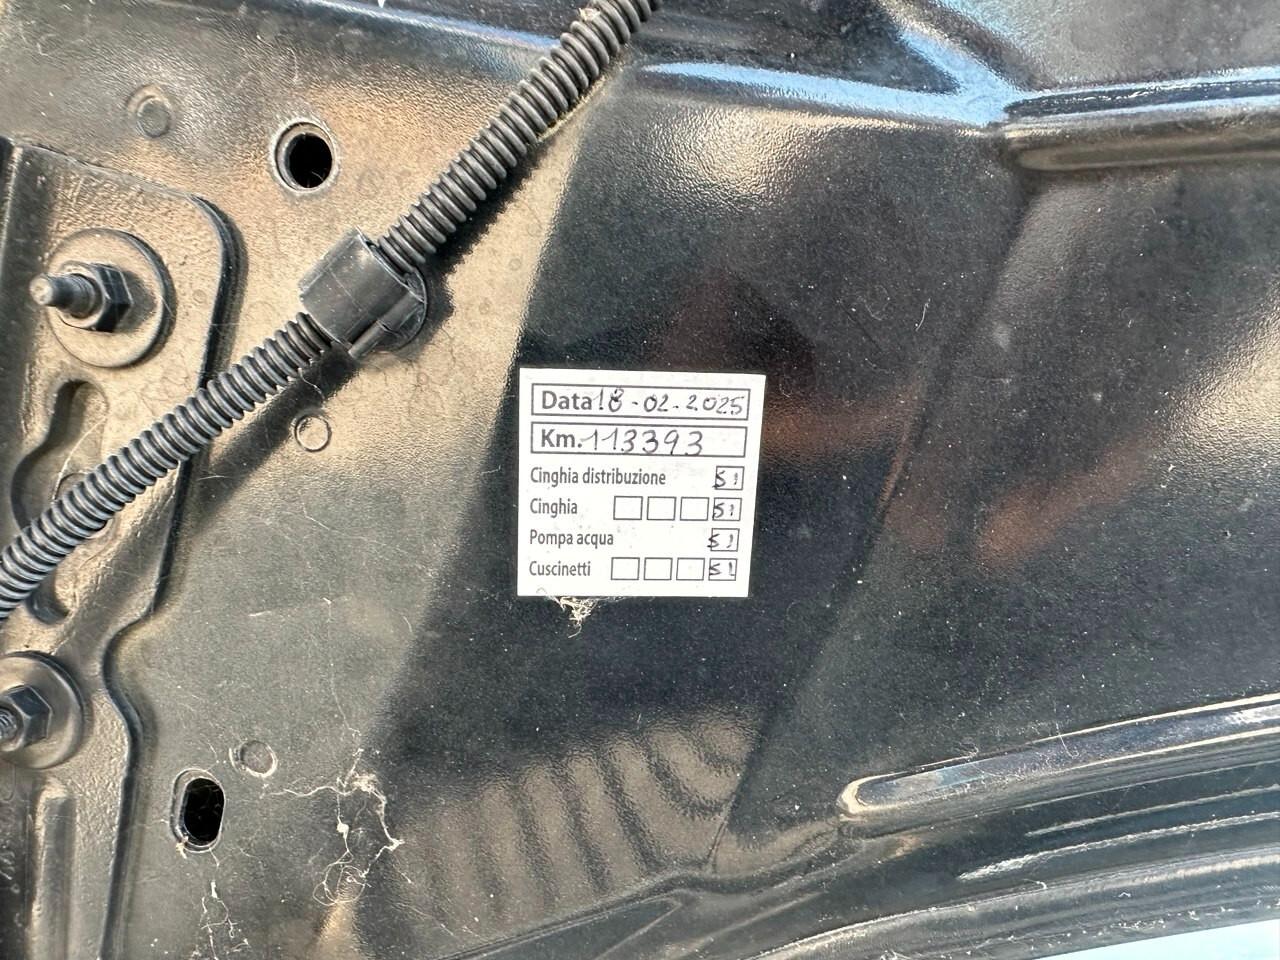 Data 18-02-2025
Km. 113393
Cinghia distribuzione SI
Cinghia SI
Pompa acqua SI
Cuscinetti SI